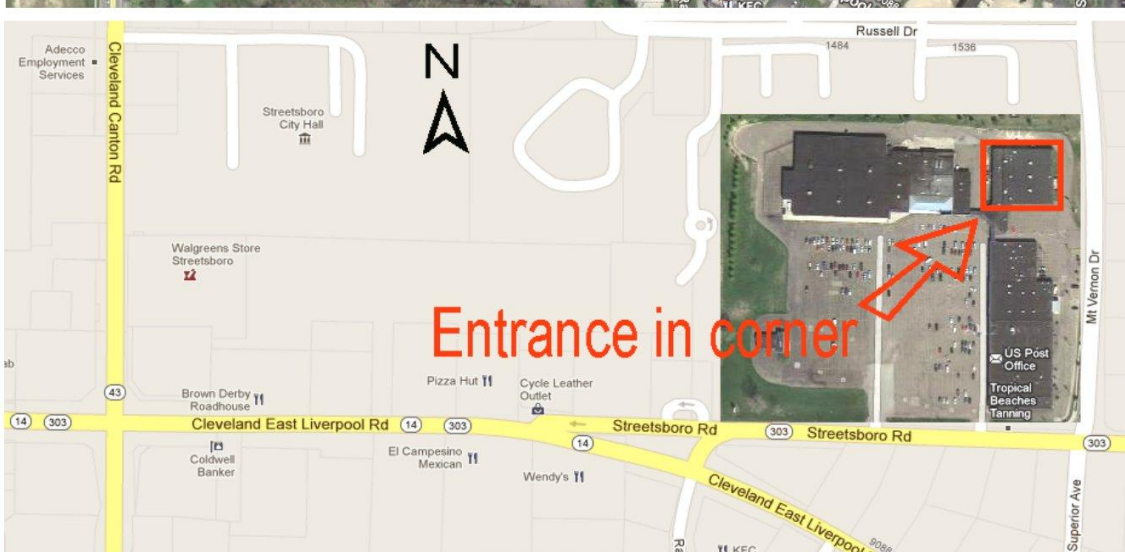 KFC
Russell Dr
1484
1536
Adecco
Employment
Services
Cleveland Canton Rd
N
Streetsboro
City Hall
Walgreens Store
Streetsboro
Mt Vernon Dr
Entrance in corner
US Post
Office
Tropical
Beaches
Tanning
43
Pizza Hut
Cycle Leather
Outlet
Brown Derby
Roadhouse
14
303
Cleveland East Liverpool Rd
14
303
Streetsboro Rd
303
Streetsboro Rd
303
14
Coldwell
Banker
El Campesino
Mexican
Wendy's
Cleveland East Liverpool
Superior Ave
9088
KFC